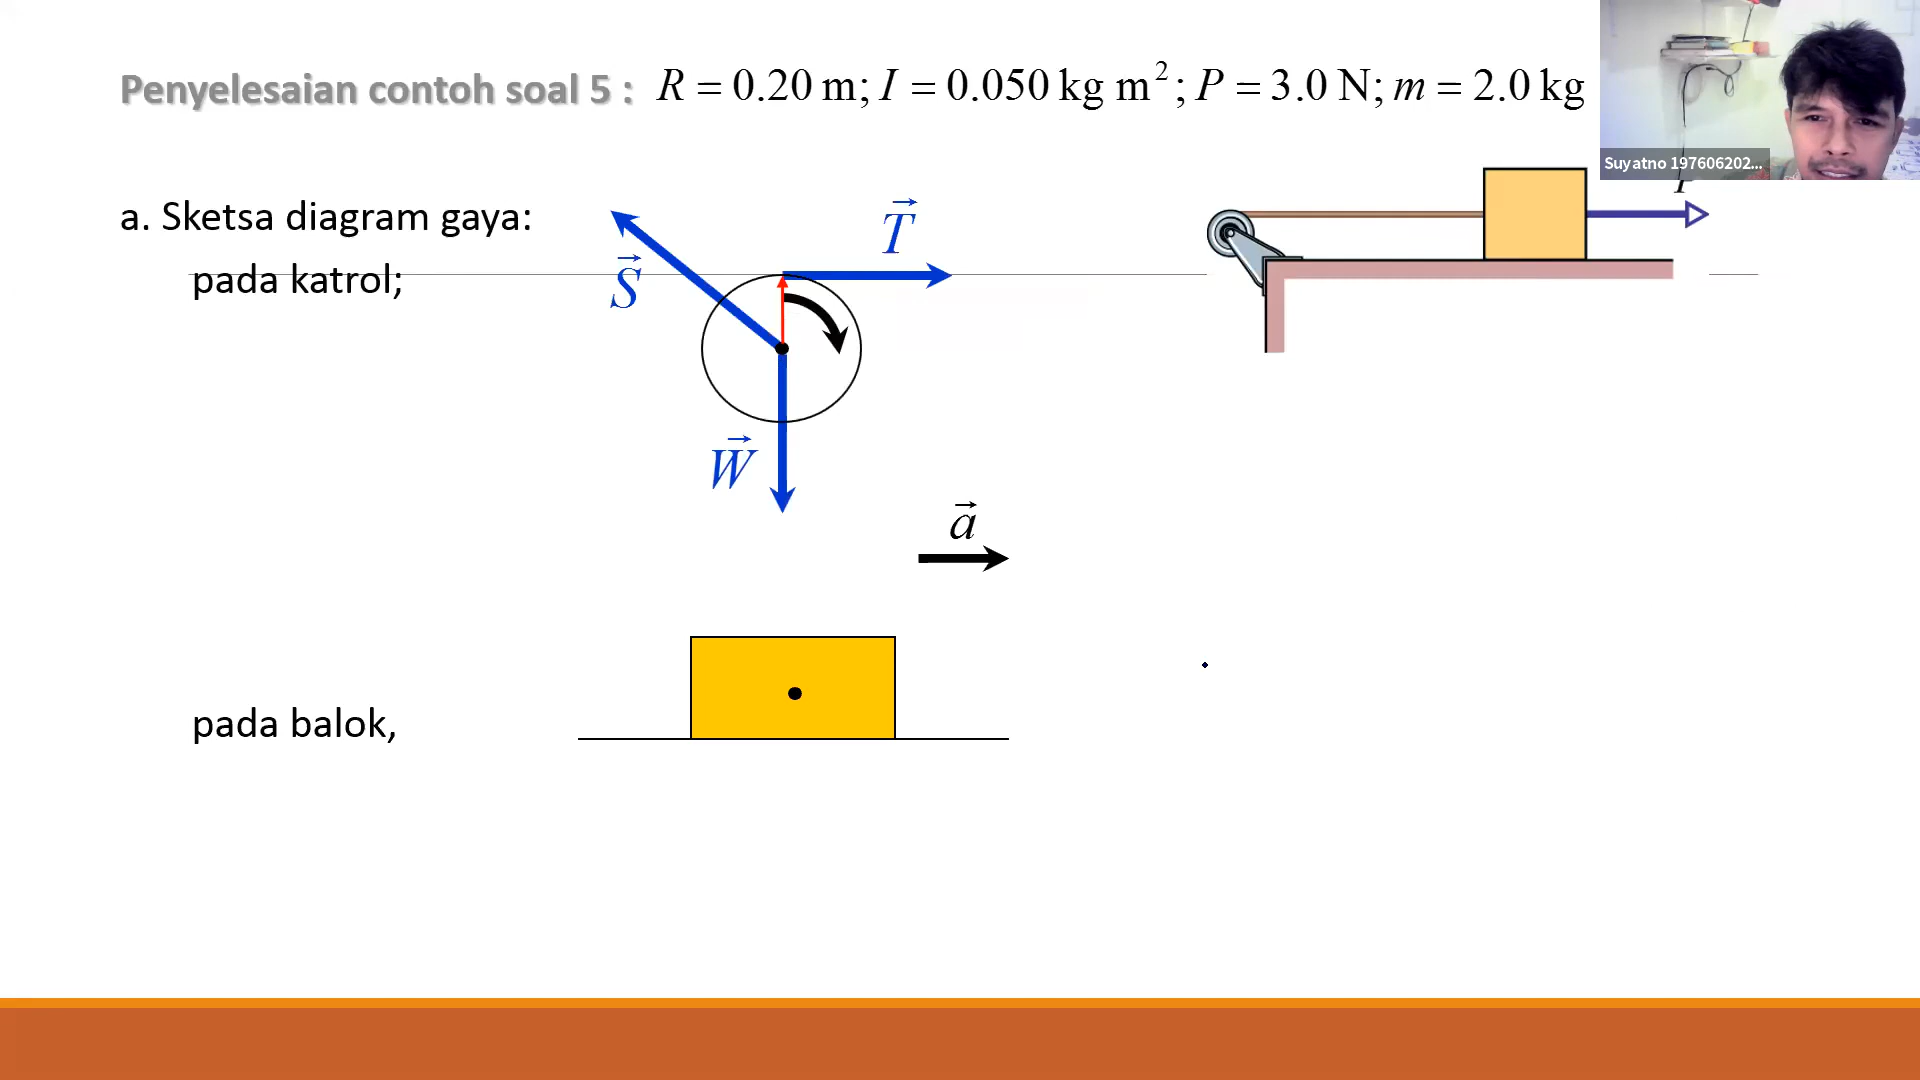 Penyelesaian contoh soal 5 : R = 0.20 m; I = 0.050 kg m²; P = 3.0 N; m = 2.0 kg
Suyatno 197606202...
a. Sketsa diagram gaya:
T⃗
pada katrol;
S⃗
W⃗
a⃗
pada balok,